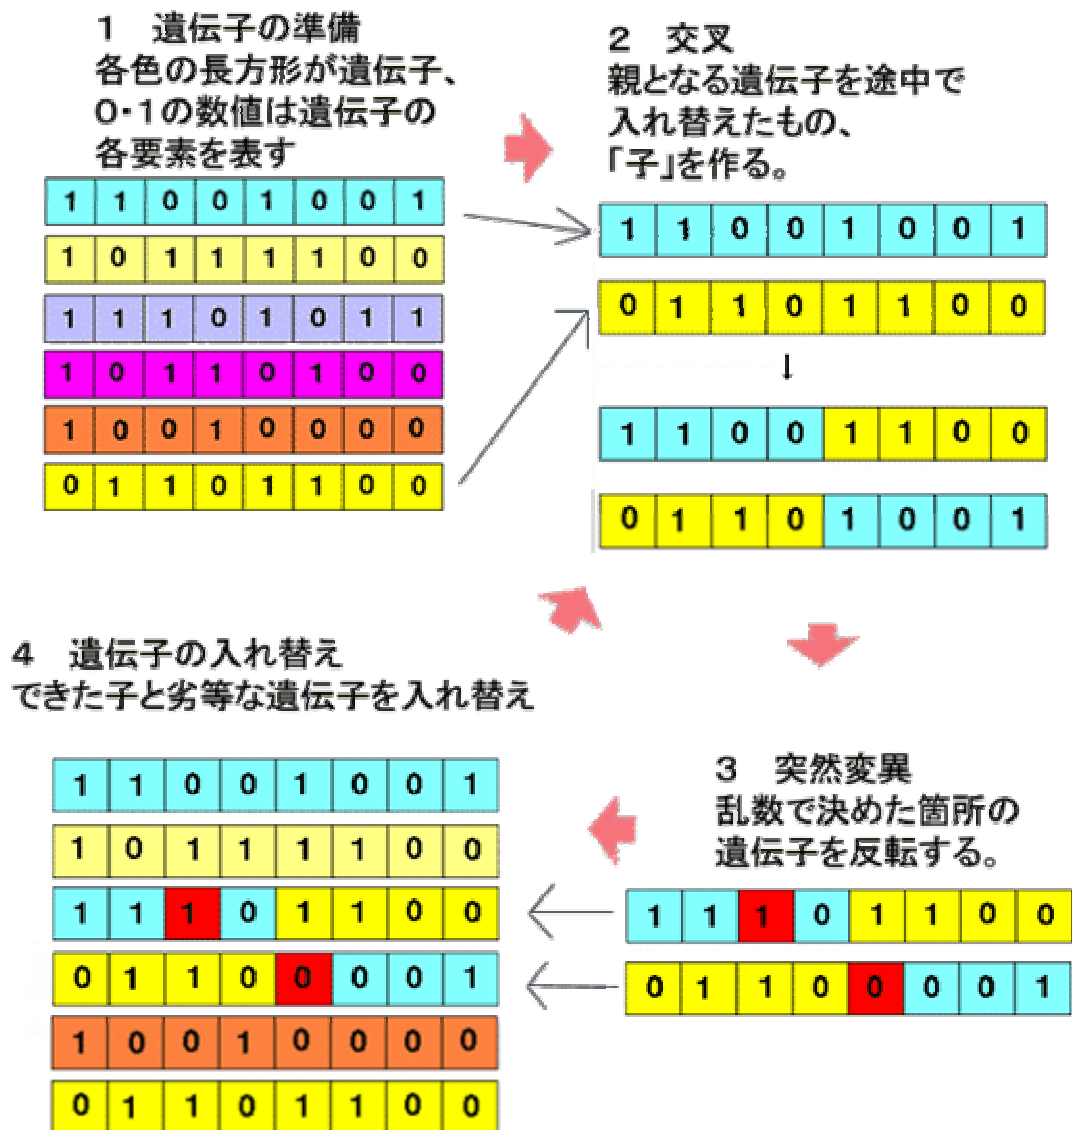 １　遺伝子の準備
各色の長方形が遺伝子、
０・１の数値は遺伝子の
各要素を表す
1 1 0 0 1 0 0 1
1 0 1 1 1 1 0 0
1 1 1 0 1 0 1 1
1 0 1 1 0 1 0 0
1 0 0 1 0 0 0 0
0 1 1 0 1 1 0 0
２　交叉
親となる遺伝子を途中で
入れ替えたもの、
「子」を作る。
1 1 0 0 1 0 0 1
0 1 1 0 1 1 0 0
1 1 0 0 1 1 0 0
0 1 1 0 1 0 0 1
３　突然変異
乱数で決めた箇所の
遺伝子を反転する。
1 1 1 0 1 1 0 0
0 1 1 0 0 0 0 1
４　遺伝子の入れ替え
できた子と劣等な遺伝子を入れ替え
1 1 0 0 1 0 0 1
1 0 1 1 1 1 0 0
1 1 1 0 1 1 0 0
0 1 1 0 0 0 0 1
1 0 0 1 0 0 0 0
0 1 1 0 1 1 0 0